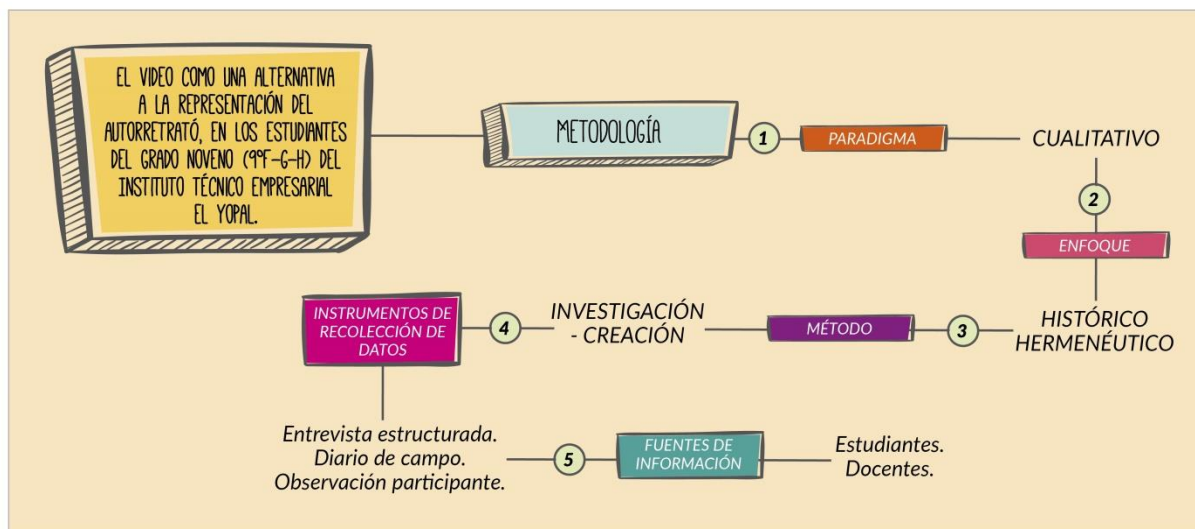 EL VIDEO COMO UNA ALTERNATIVA
A LA REPRESENTACIÓN DEL
AUTORRETRATÓ, EN LOS ESTUDIANTES
DEL GRADO NOVENO (9ºF-G-H) DEL
INSTITUTO TÉCNICO EMPRESARIAL
EL YOPAL.
METODOLOGÍA
1
PARADIGMA
CUALITATIVO
2
ENFOQUE
HISTÓRICO
HERMENÉUTICO
3
MÉTODO
INVESTIGACIÓN
- CREACIÓN
4
INSTRUMENTOS DE
RECOLECCIÓN DE
DATOS
Entrevista estructurada.
Diario de campo.
Observación participante.
5
FUENTES DE
INFORMACIÓN
Estudiantes.
Docentes.